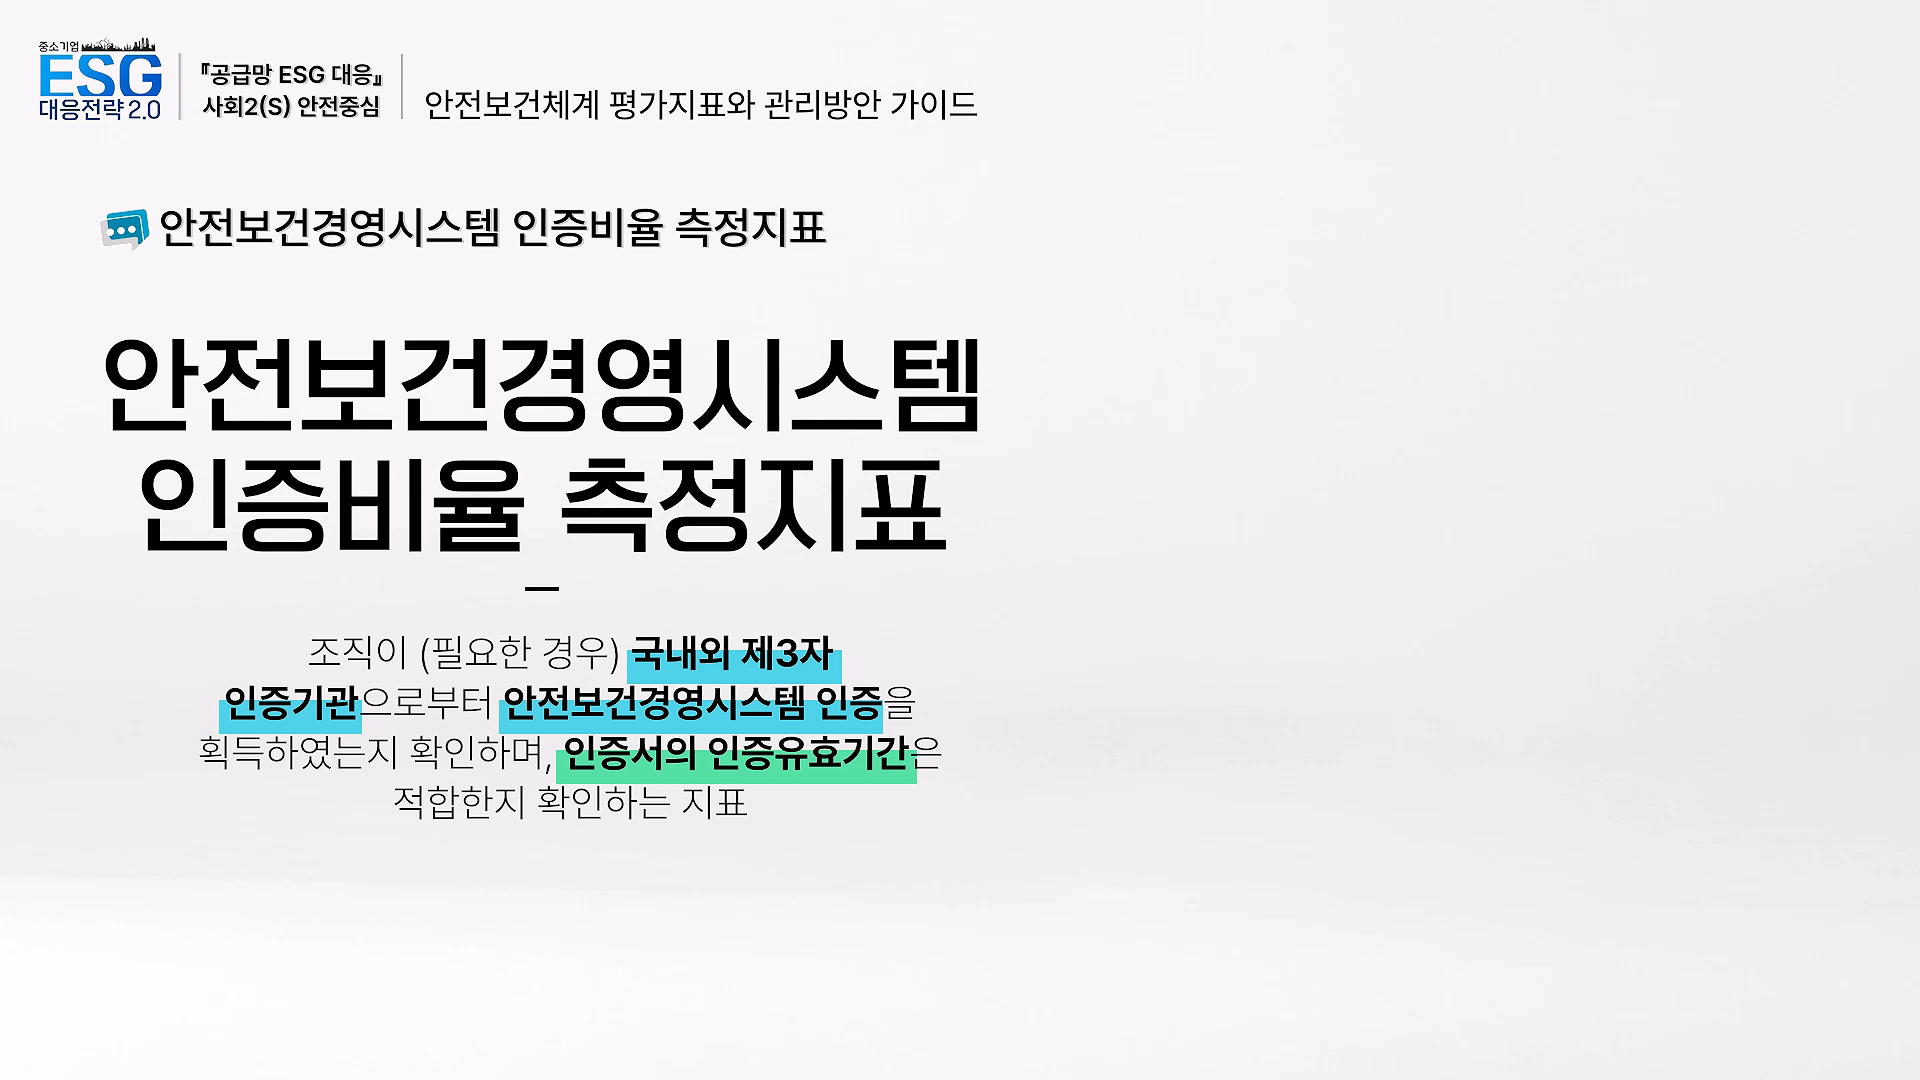 중소기업
ESG
대응전략 2.0
『공급망 ESG 대응』
사회2(S) 안전중심
안전보건체계 평가지표와 관리방안 가이드
안전보건경영시스템 인증비율 측정지표
안전보건경영시스템
인증비율 측정지표
조직이 (필요한 경우) 국내외 제3자
인증기관으로부터 안전보건경영시스템 인증을
획득하였는지 확인하며, 인증서의 인증유효기간은
적합한지 확인하는 지표